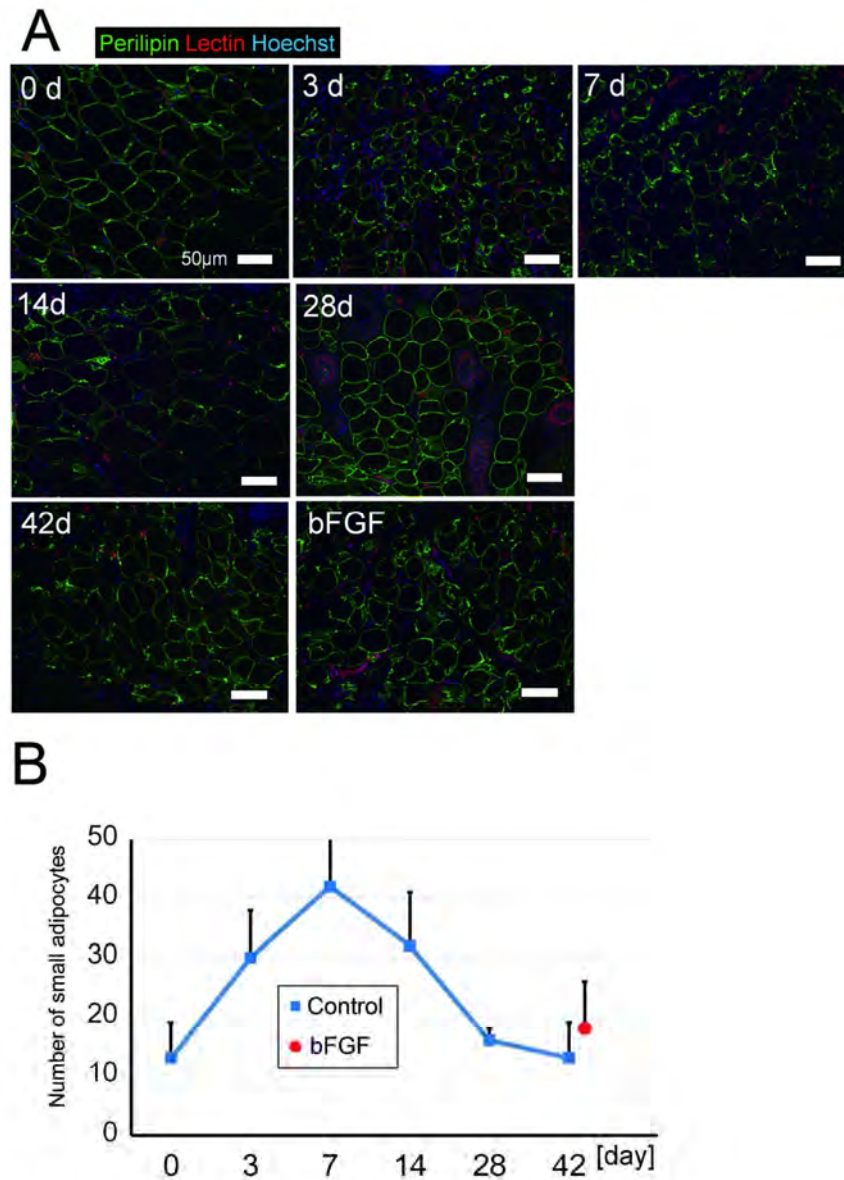 A
Perilipin Lectin Hoechst
0 d
3 d
7 d
50μm
14d
28d
42d
bFGF
B
Number of small adipocytes
50
40
30
20
10
0
Control
bFGF
0 3 7 14 28 42 [day]